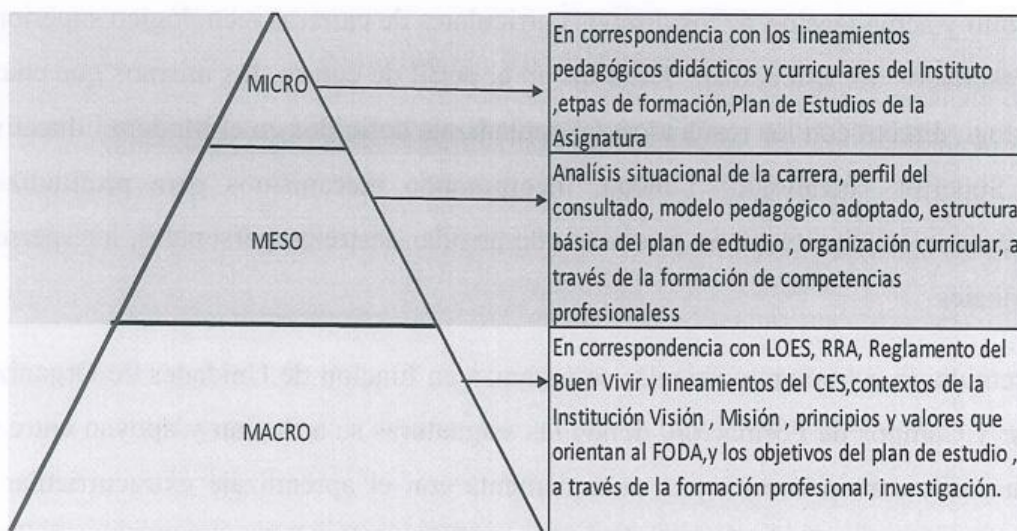 MICRO
En correspondencia con los lineamientos
pedagógicos didácticos y curriculares del Instituto
,etpas de formación,Plan de Estudios de la
Asignatura
MESO
Analísis situacional de la carrera, perfil del
consultado, modelo pedagógico adoptado, estructura
básica del plan de edtudio , organización curricular, a
través de la formación de competencias
profesionaless
MACRO
En correspondencia con LOES, RRA, Reglamento del
Buen Vivir y lineamientos del CES,contextos de la
Institución Visión , Misión , principios y valores que
orientan al FODA,y los objetivos del plan de estudio ,
a través de la formación profesional, investigación.